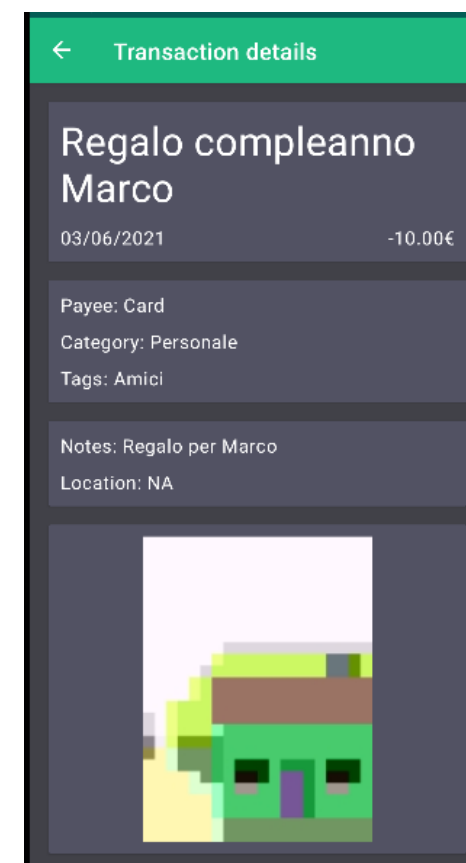 Transaction details
Regalo compleanno
Marco
03/06/2021 -10.00€
Payee: Card
Category: Personale
Tags: Amici
Notes: Regalo per Marco
Location: NA